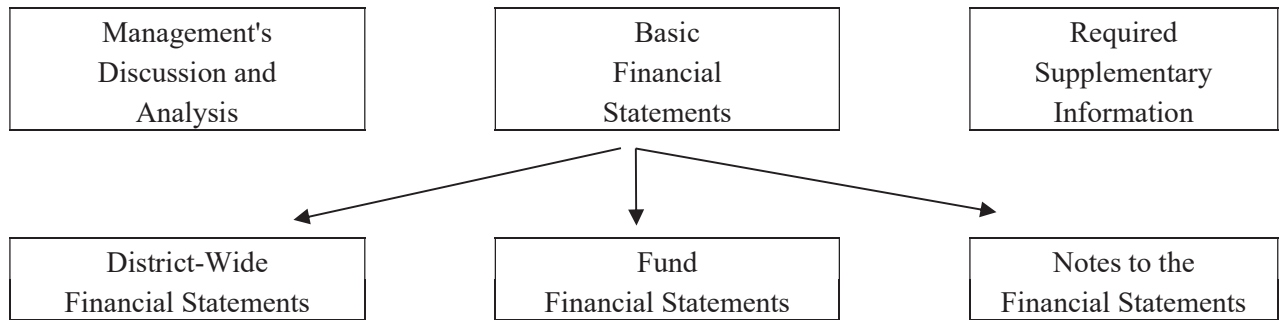 Management's
Discussion and
Analysis
Basic
Financial
Statements
Required
Supplementary
Information
District-Wide
Financial Statements
Fund
Financial Statements
Notes to the
Financial Statements